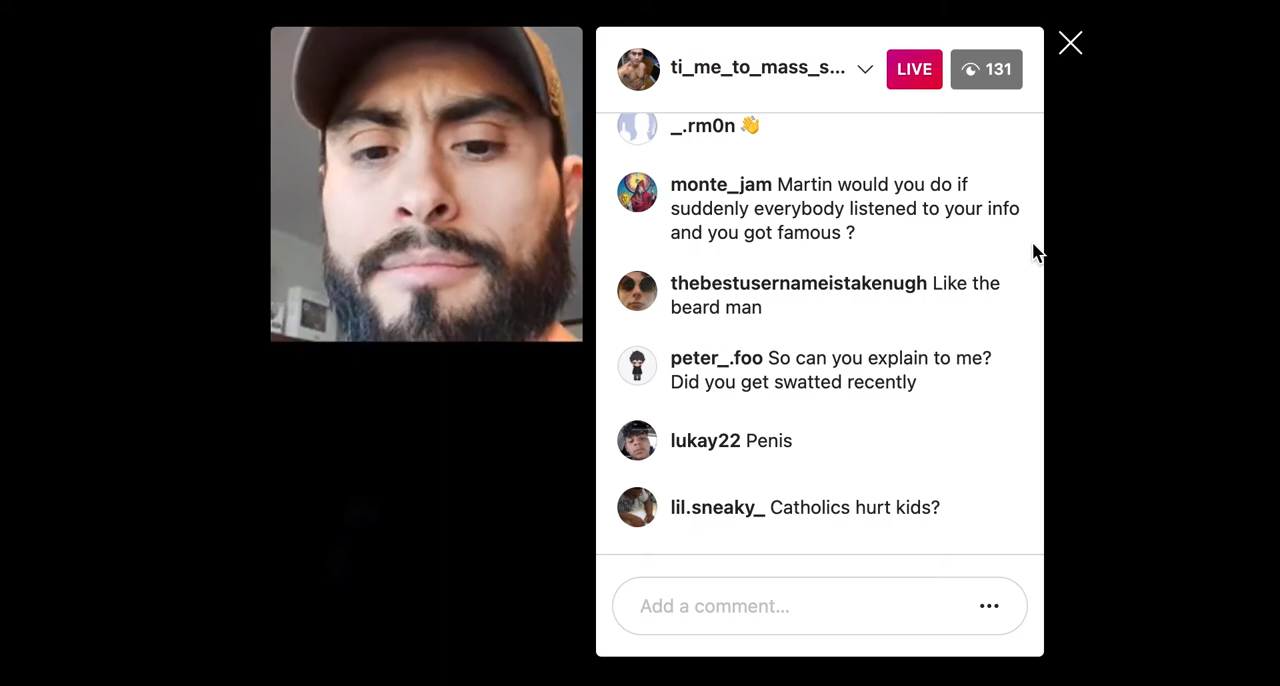 ti_me_to_mass_s...
LIVE
131
_.rm0n 👋
monte_jam Martin would you do if
suddenly everybody listened to your info
and you got famous ?
thebestusernameistakenugh Like the
beard man
peter_.foo So can you explain to me?
Did you get swatted recently
lukay22 Penis
lil.sneaky_ Catholics hurt kids?
Add a comment...